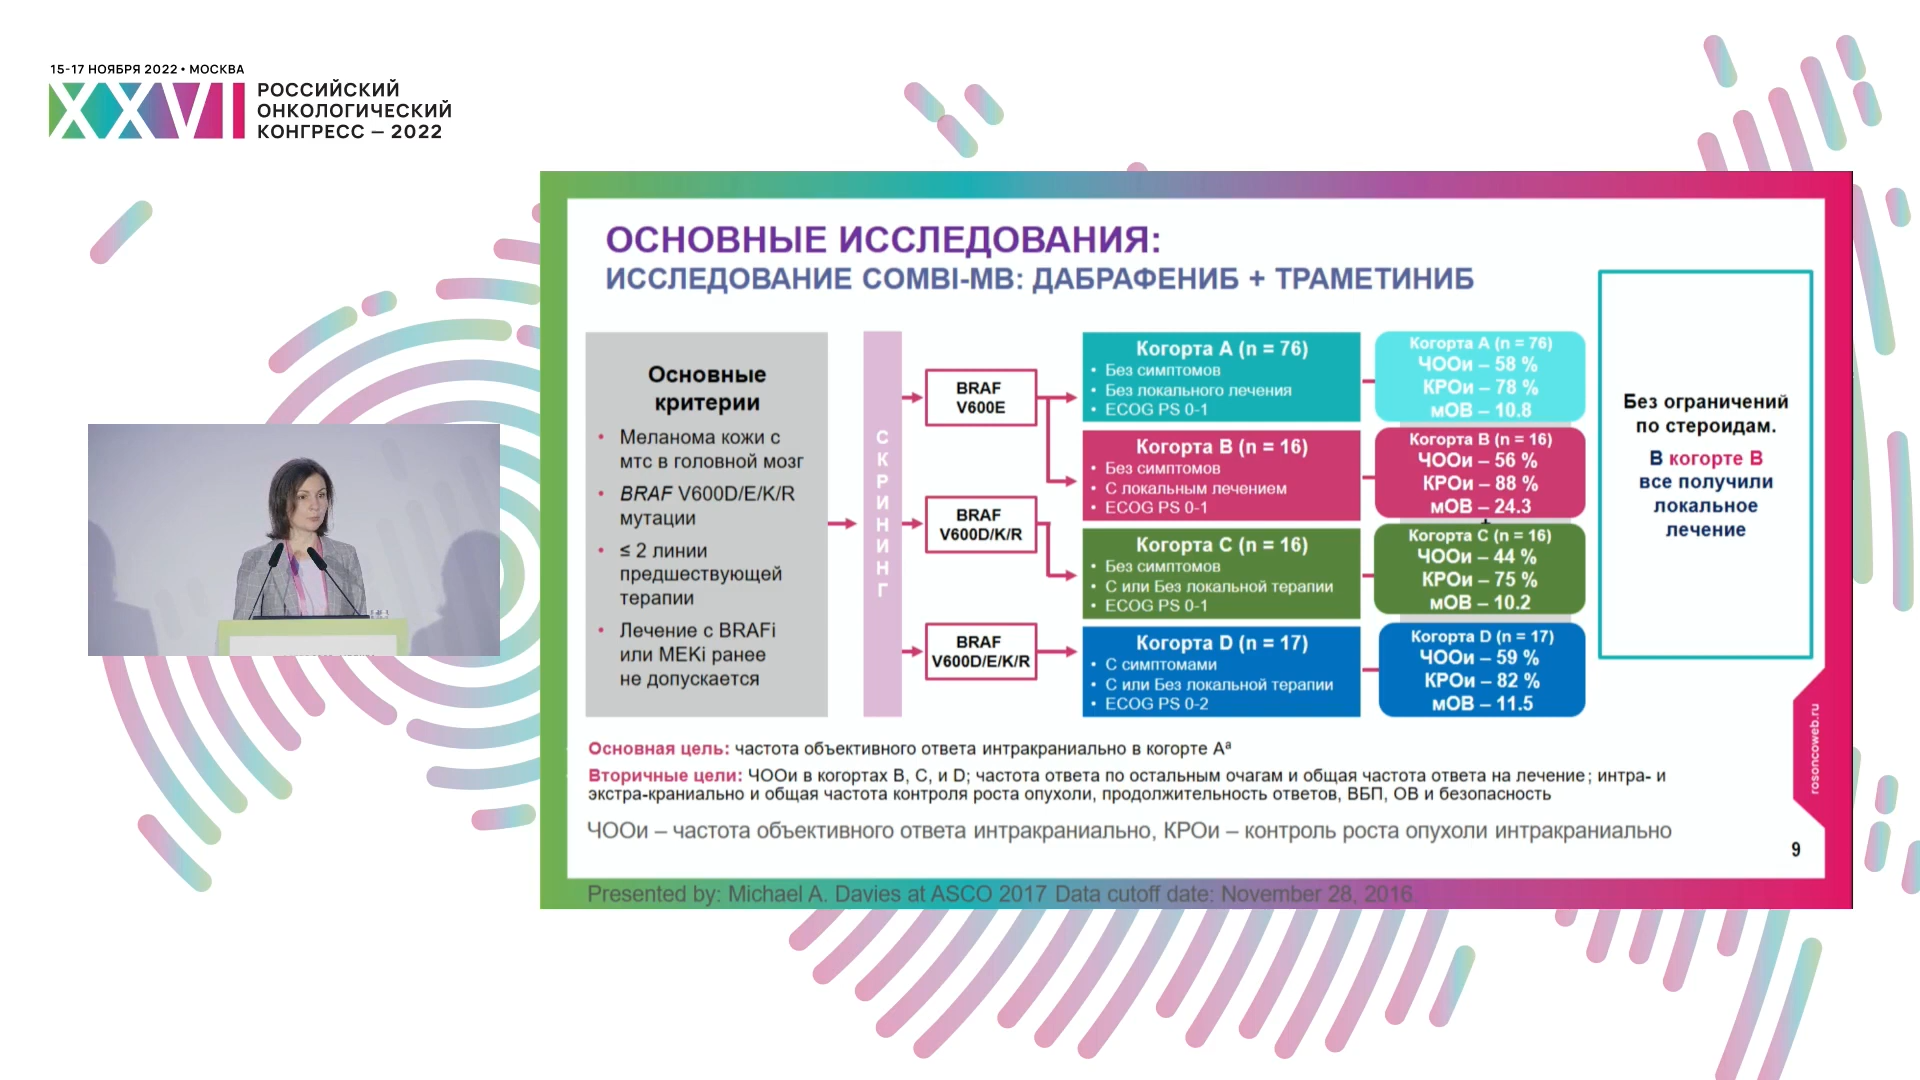 15-17 НОЯБРЯ 2022 • МОСКВА
XXVI
РОССИЙСКИЙ
ОНКОЛОГИЧЕСКИЙ
КОНГРЕСС – 2022
ОСНОВНЫЕ ИССЛЕДОВАНИЯ:
ИССЛЕДОВАНИЕ COMBI-MB: ДАБРАФЕНИБ + ТРАМЕТИНИБ
Основные
критерии
• Меланома кожи с
мтс в головной мозг
• BRAF V600D/E/K/R
мутации
• ≤ 2 линии
предшествующей
терапии
• Лечение с BRAFi
или MEKi ранее
не допускается
СКРИНИНГ
BRAF
V600E
BRAF
V600D/K/R
BRAF
V600D/E/K/R
Когорта А (n = 76)
• Без симптомов
• Без локального лечения
• ECOG PS 0-1
Когорта В (n = 16)
• Без симптомов
• С локальным лечением
• ECOG PS 0-1
Когорта С (n = 16)
• Без симптомов
• С или Без локальной терапии
• ECOG PS 0-1
Когорта D (n = 17)
• С симптомами
• С или Без локальной терапии
• ECOG PS 0-2
Когорта А (n = 76)
ЧООи – 58 %
КРОи – 78 %
мОВ – 10.8
Когорта В (n = 16)
ЧООи – 56 %
КРОи – 88 %
мОВ – 24.3
Когорта С (n = 16)
ЧООи – 44 %
КРОи – 75 %
мОВ – 10.2
Когорта D (n = 17)
ЧООи – 59 %
КРОи – 82 %
мОВ – 11.5
Без ограничений
по стероидам.
В когорте В
все получили
локальное
лечение
Основная цель: частота объективного ответа интракраниально в когорте Аª
Вторичные цели: ЧООи в когортах В, С, и D; частота ответа по остальным очагам и общая частота ответа на лечение; интра- и
экстра-краниально и общая частота контроля роста опухоли, продолжительность ответов, ВБП, ОВ и безопасность
ЧООи – частота объективного ответа интракраниально, КРОи – контроль роста опухоли интракраниально
rosoncoweb.ru
9
Presented by: Michael A. Davies at ASCO 2017 Data cutoff date: November 28, 2016